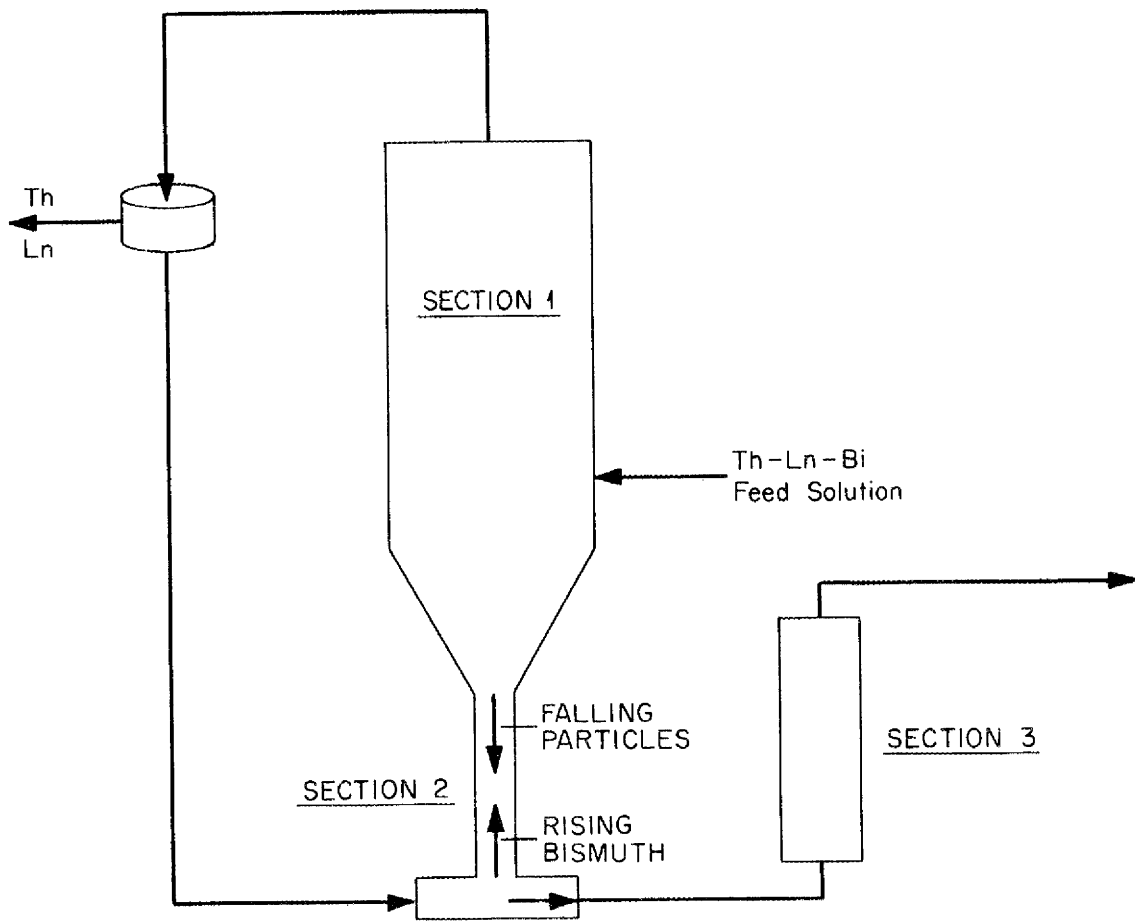 Th
Ln
SECTION 1
Th-Ln-Bi
Feed Solution
FALLING
PARTICLES
SECTION 3
SECTION 2
RISING
BISMUTH